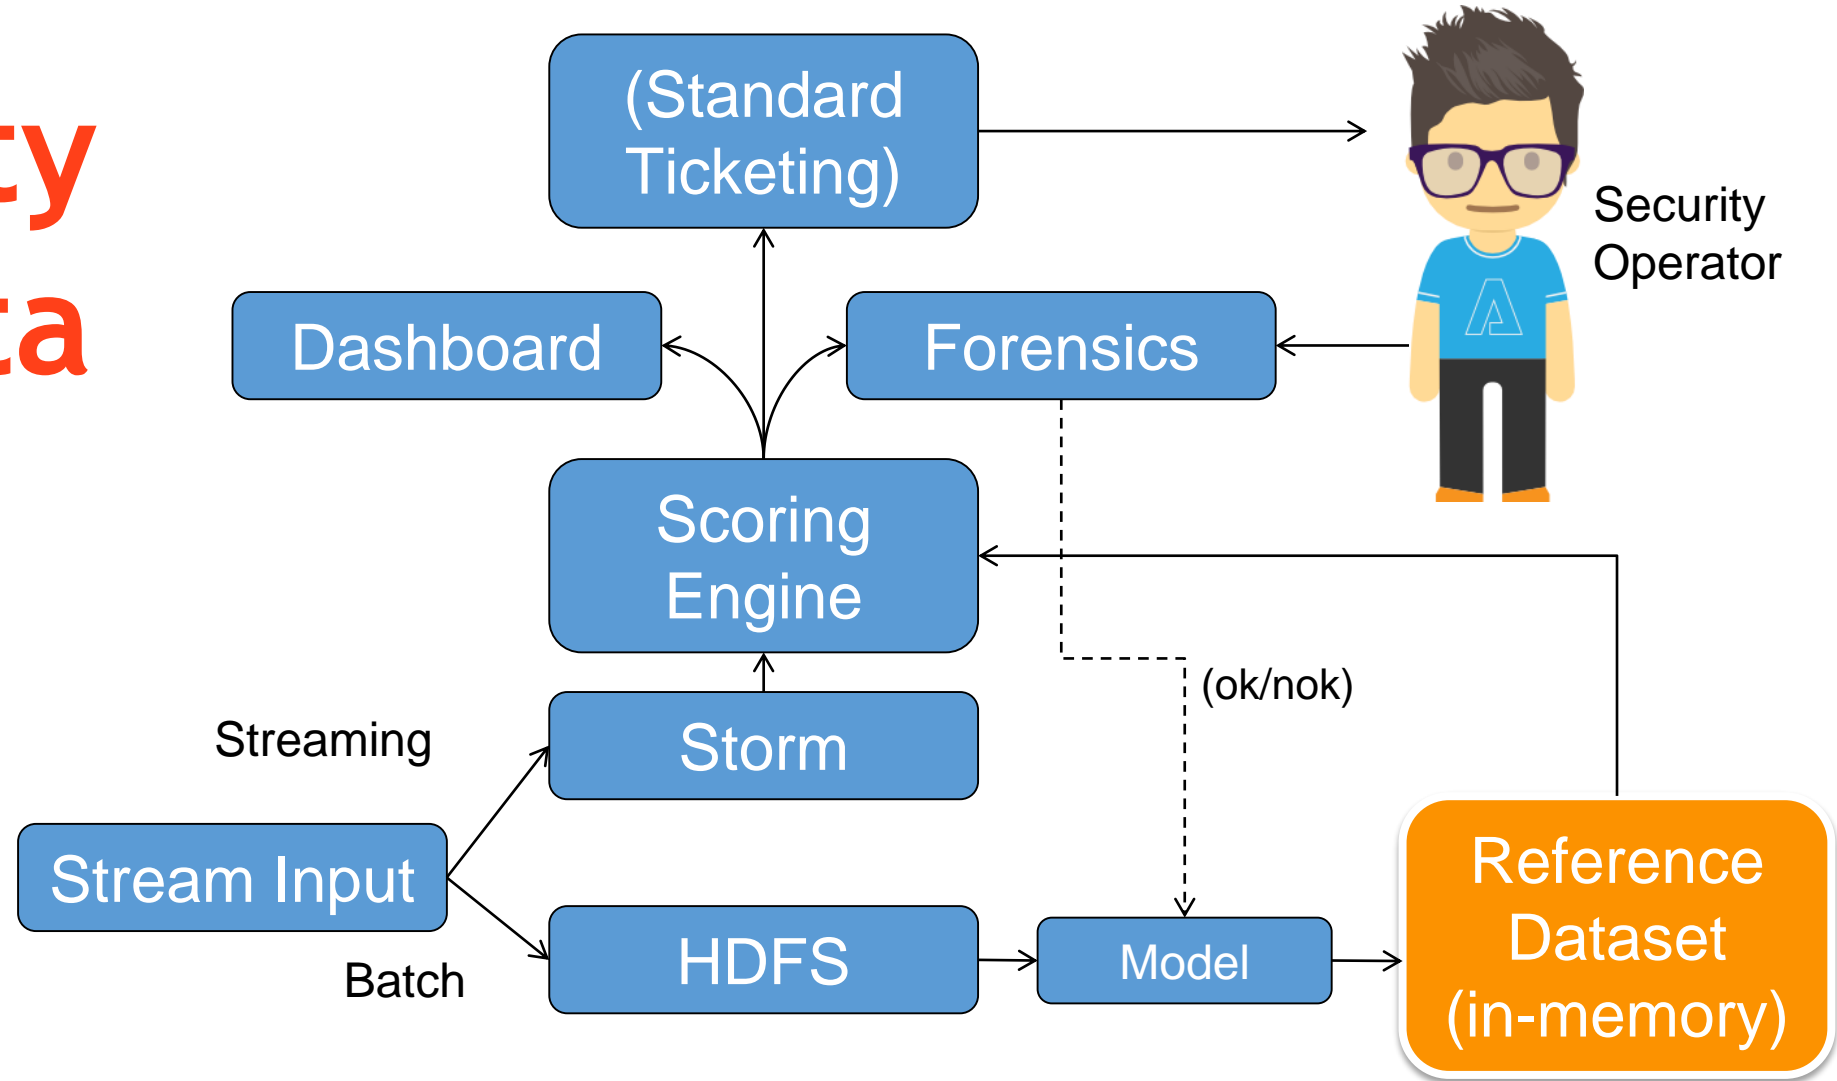 (Standard
Ticketing)
Security
Operator
Dashboard
Forensics
Scoring
Engine
(ok/nok)
Streaming
Storm
Stream Input
Batch
HDFS
Model
Reference
Dataset
(in-memory)
ty
ta